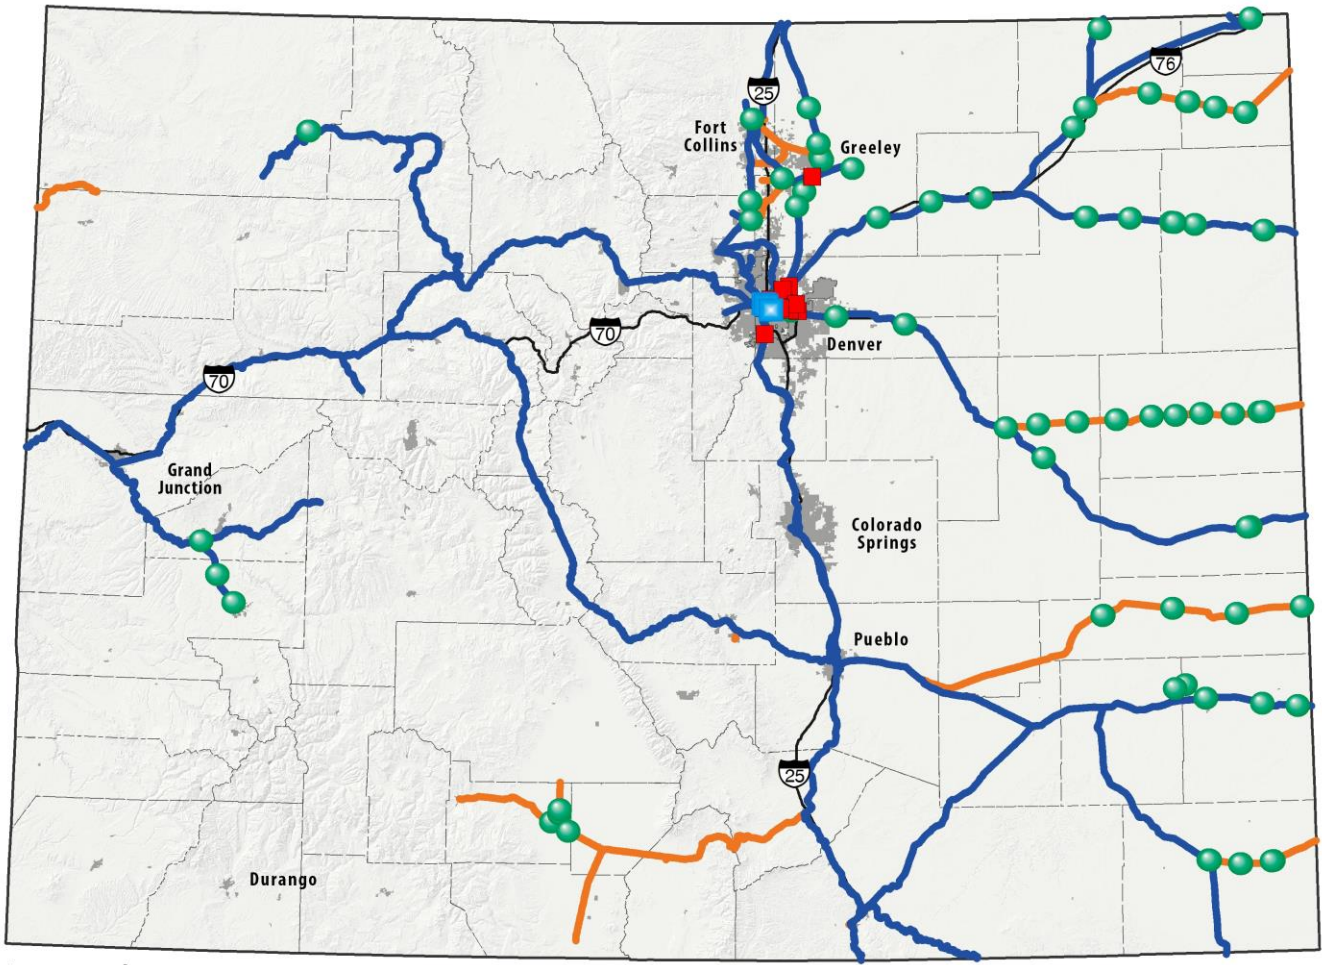 76
25
Fort
Collins
Greeley
70
Denver
70
Grand
Junction
Colorado
Springs
Pueblo
25
Durango